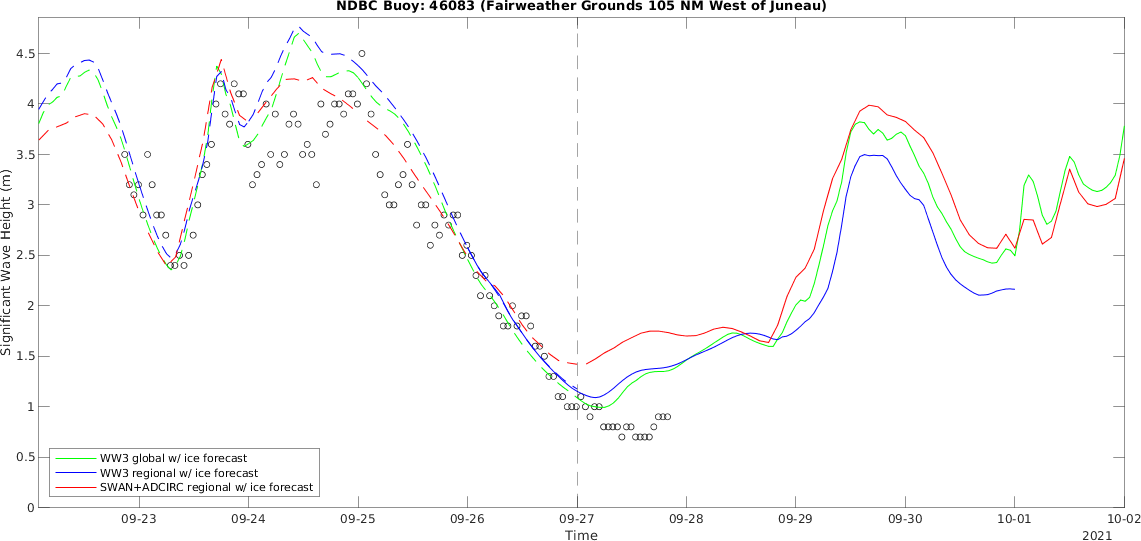 NDBC Buoy: 46083 (Fairweather Grounds 105 NM West of Juneau)
Significant Wave Height (m)
4.5
4
3.5
3
2.5
2
1.5
1
0.5
0
WW3 global w/ ice forecast
WW3 regional w/ ice forecast
SWAN+ADCIRC regional w/ ice forecast
09-23 09-24 09-25 09-26 09-27 09-28 09-29 09-30 10-01 10-02
Time
2021